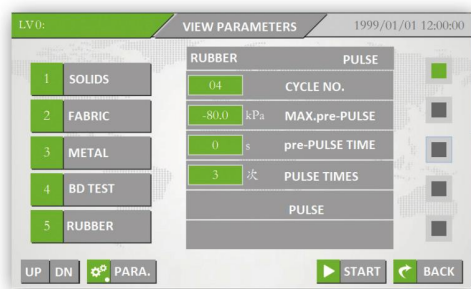 LV0: VIEW PARAMETERS 1999/01/01 12:00:00
RUBBER PULSE
1 SOLIDS
2 FABRIC
3 METAL
4 BD TEST
5 RUBBER
04 CYCLE NO.
-80.0 kPa MAX.pre-PULSE
0 s pre-PULSE TIME
3 次 PULSE TIMES
PULSE
UP DN PARA. START BACK